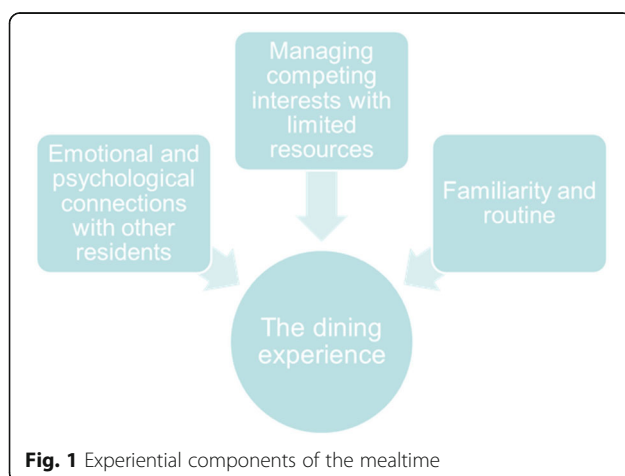 Managing
competing
interests with
limited
resources
Emotional and
psychological
connections
with other
residents
Familiarity and
routine
The dining
experience
Fig. 1 Experiential components of the mealtime